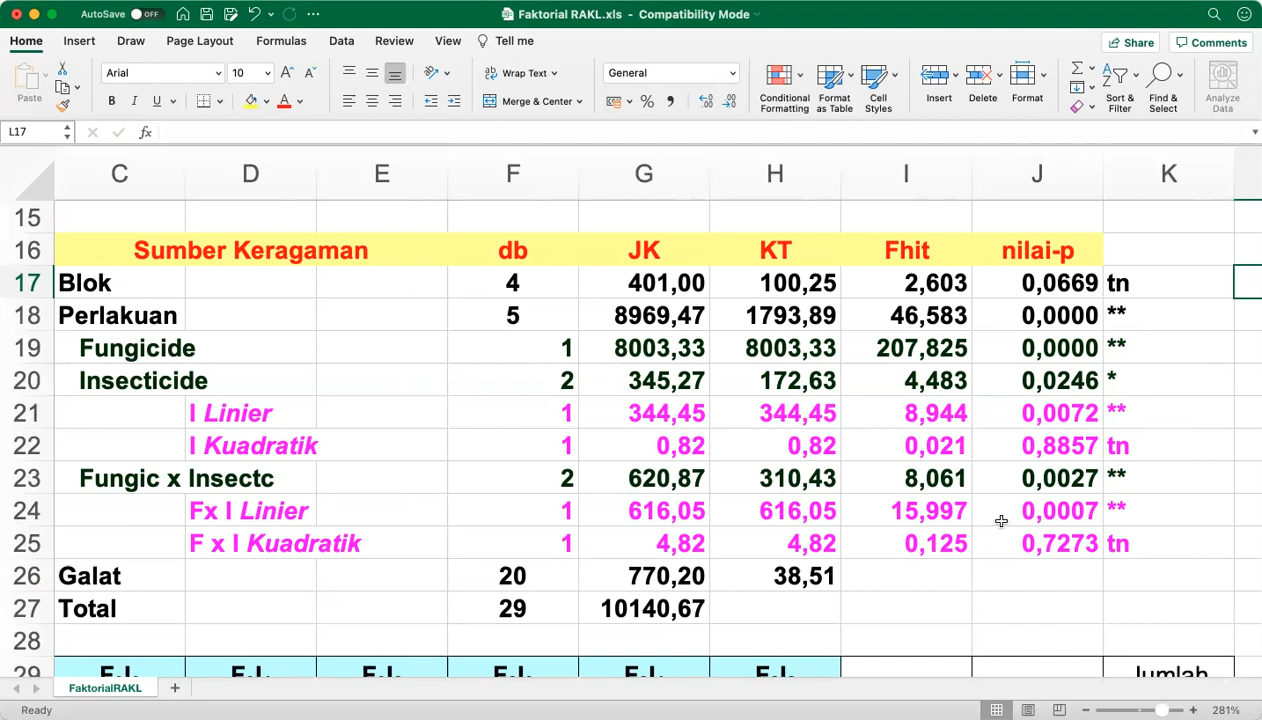 AutoSave OFF Faktorial RAKL.xls - Compatibility Mode
Home Insert Draw Page Layout Formulas Data Review View Tell me Share Comments
Paste Arial 10 A A Wrap Text General Conditional Formatting Format as Table Cell Styles Insert Delete Format Sort & Filter Find & Select Analyze Data
B I U A Merge & Center %
L17 fx
C D E F G H I J K
15
16 Sumber Keragaman db JK KT Fhit nilai-p
17 Blok 4 401,00 100,25 2,603 0,0669 tn
18 Perlakuan 5 8969,47 1793,89 46,583 0,0000 **
19 Fungicide 1 8003,33 8003,33 207,825 0,0000 **
20 Insecticide 2 345,27 172,63 4,483 0,0246 *
21 I Linier 1 344,45 344,45 8,944 0,0072 **
22 I Kuadratik 1 0,82 0,82 0,021 0,8857 tn
23 Fungic x Insectc 2 620,87 310,43 8,061 0,0027 **
24 Fx I Linier 1 616,05 616,05 15,997 0,0007 **
25 F x I Kuadratik 1 4,82 4,82 0,125 0,7273 tn
26 Galat 20 770,20 38,51
27 Total 29 10140,67
28
29 Jumlah
FaktorialRAKL
Ready 281%